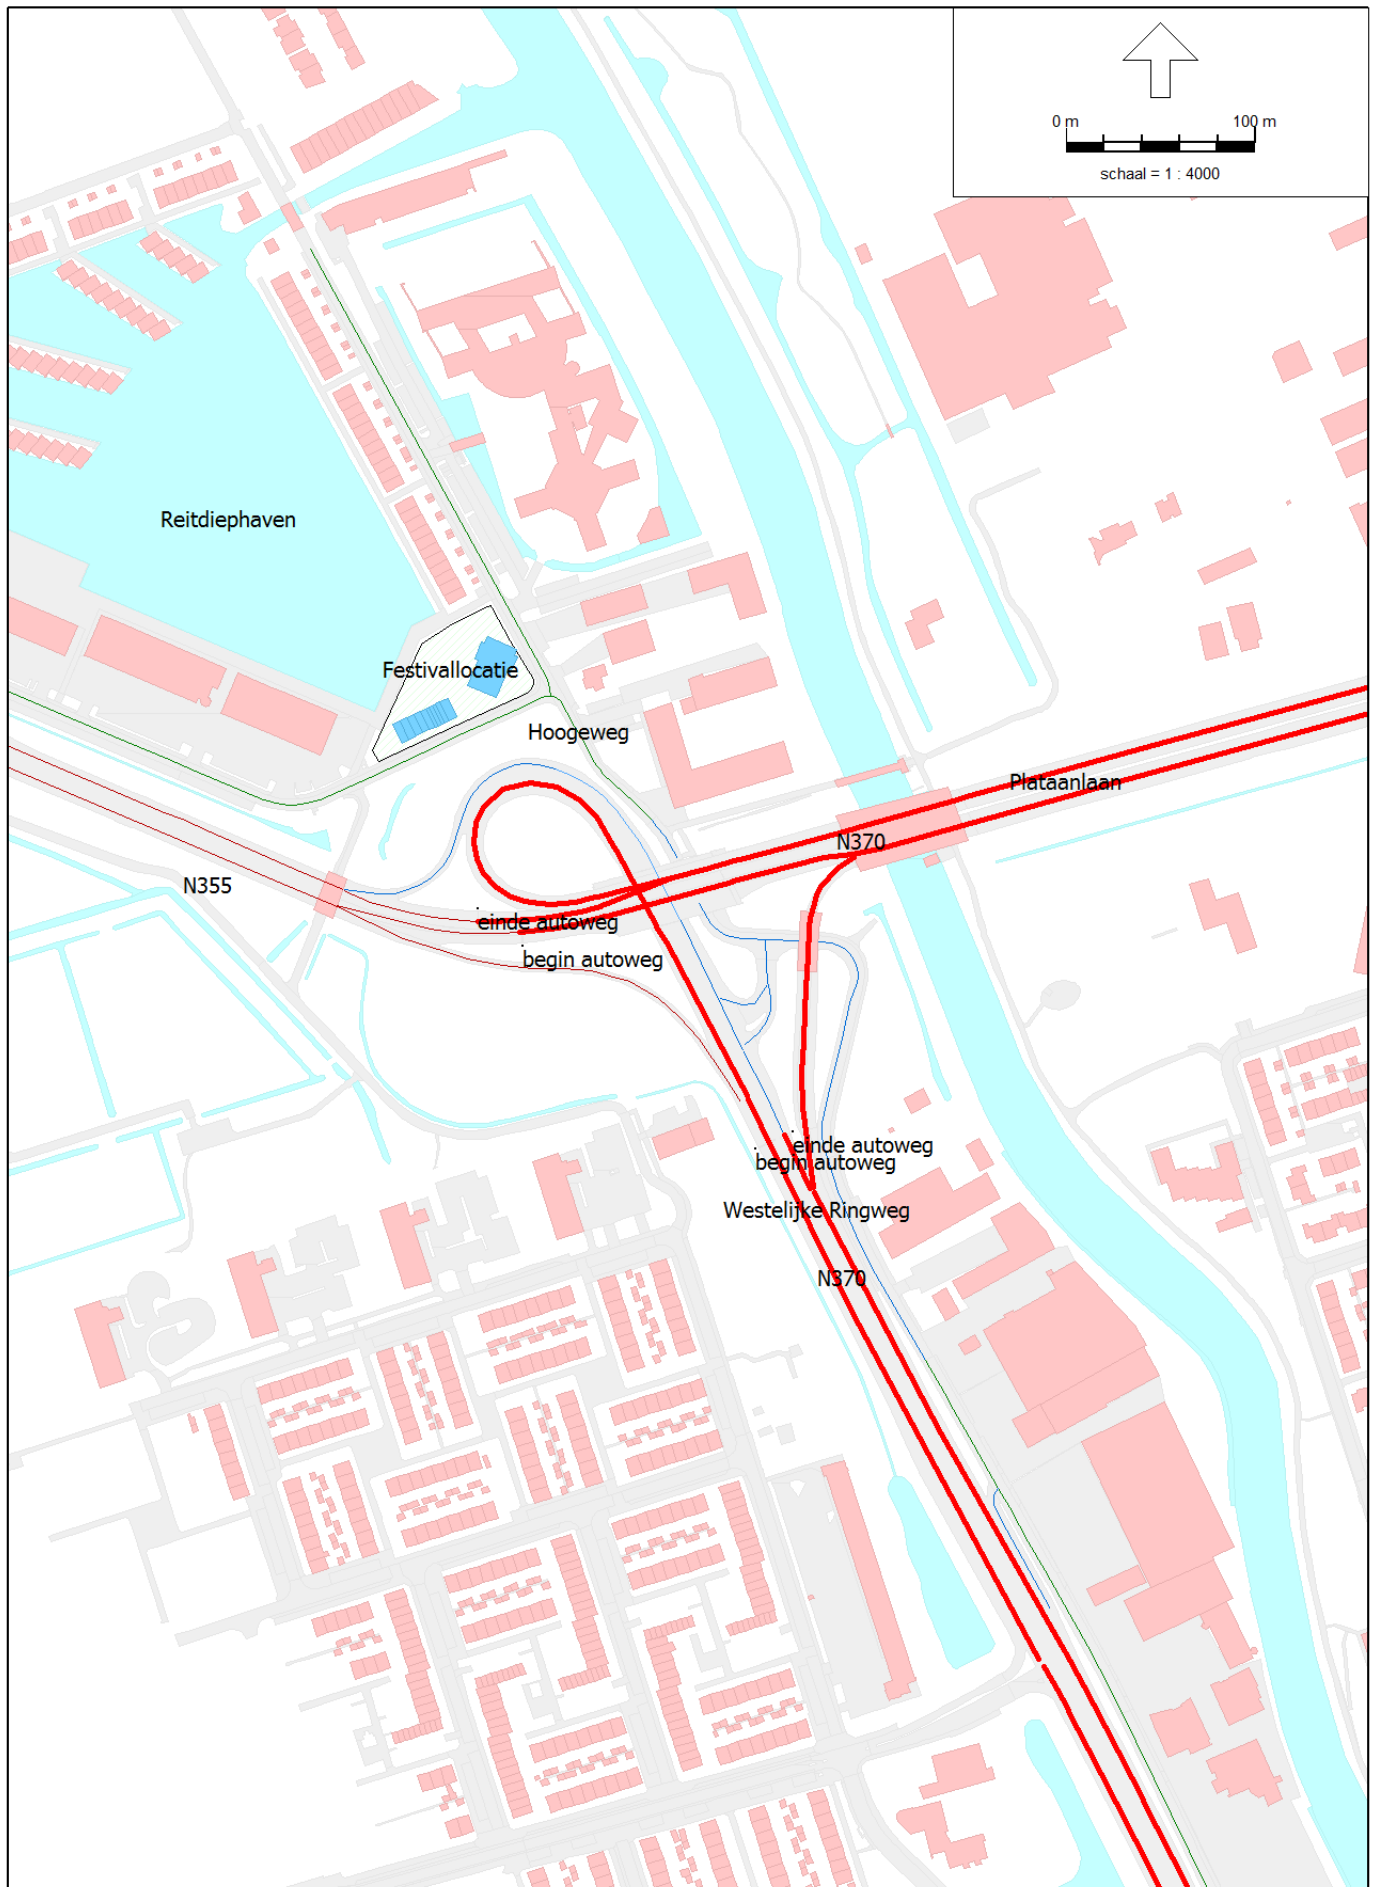 0 m
100 m
schaal = 1 : 4000
Reitdiephaven
Festivallocatie
Hoogeweg
Plataanlaan
N370
N355
einde autoweg
begin autoweg
einde autoweg
begin autoweg
Westelijke Ringweg
N370